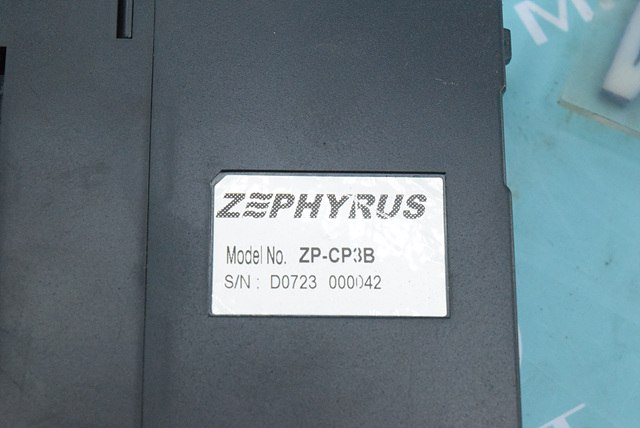 ZEPHYRUS
Model No. ZP-CP3B
S/N : D0723 000042